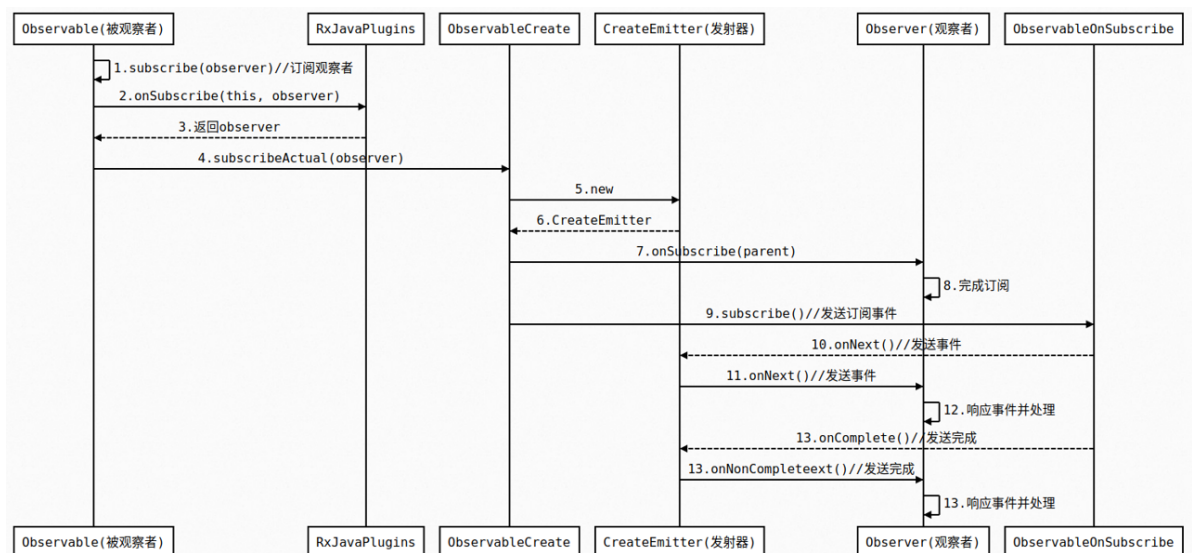 Observable(被观察者)
RxJavaPlugins
ObservableCreate
CreateEmitter(发射器)
Observer(观察者)
ObservableOnSubscribe
1.subscribe(observer)//订阅观察者
2.onSubscribe(this, observer)
3.返回observer
4.subscribeActual(observer)
5.new
6.CreateEmitter
7.onSubscribe(parent)
8.完成订阅
9.subscribe()//发送订阅事件
10.onNext()//发送事件
11.onNext()//发送事件
12.响应事件并处理
13.onComplete()//发送完成
13.onNonCompleteext()//发送完成
13.响应事件并处理
Observable(被观察者)
RxJavaPlugins
ObservableCreate
CreateEmitter(发射器)
Observer(观察者)
ObservableOnSubscribe